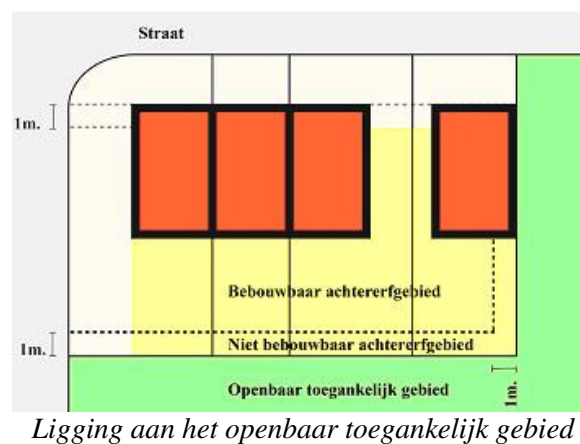 Straat
1m.
Bebouwbaar achtererfgebied
1m.
Niet bebouwbaar achtererfgebied
Openbaar toegankelijk gebied
1m.
Ligging aan het openbaar toegankelijk gebied